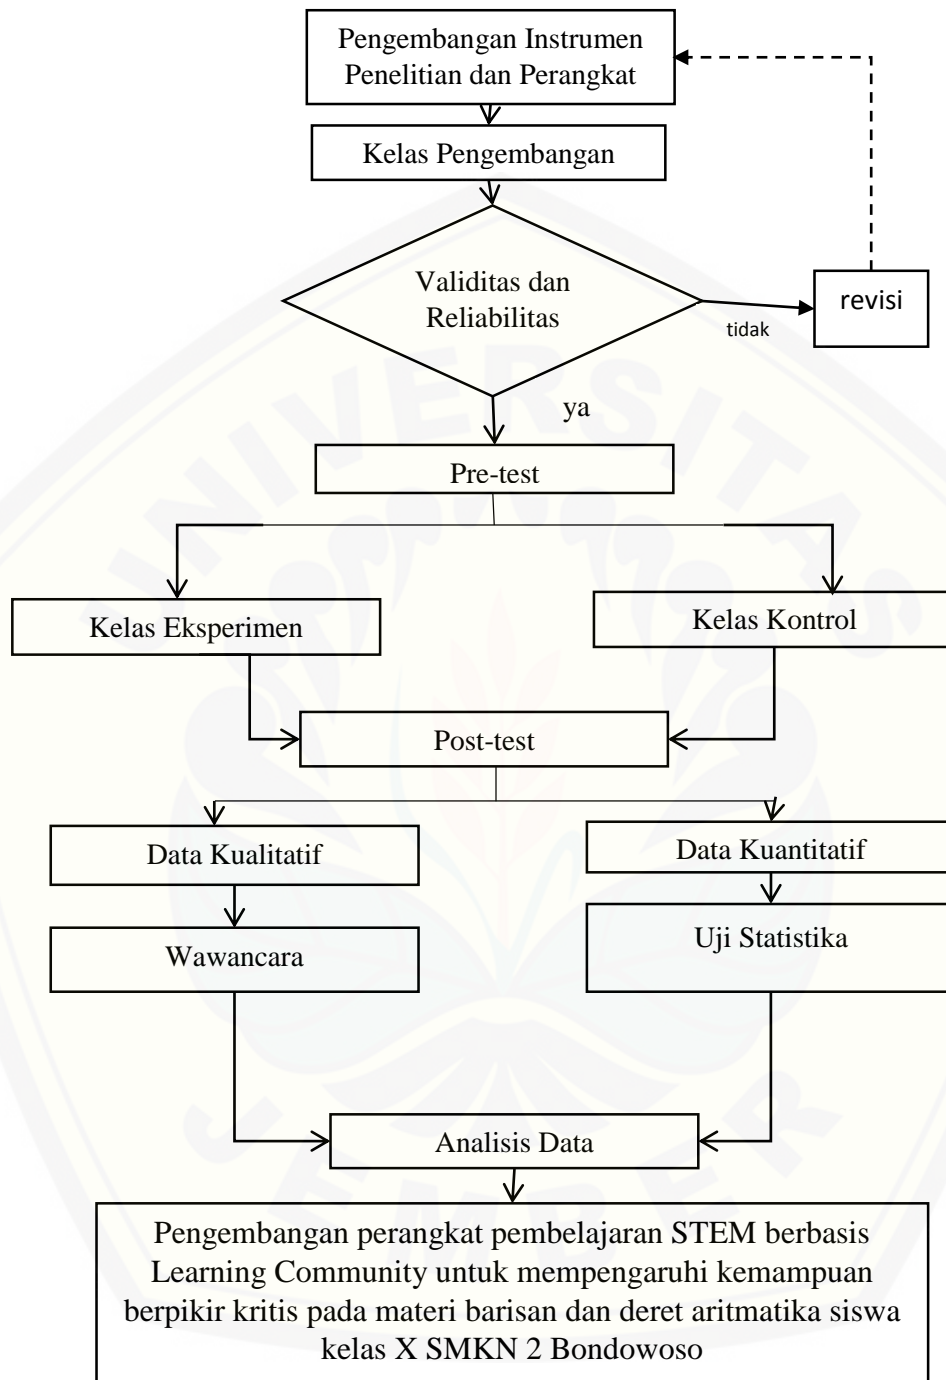 Pengembangan Instrumen
Penelitian dan Perangkat
Kelas Pengembangan
Validitas dan
Reliabilitas
tidak
revisi
ya
Pre-test
Kelas Eksperimen
Kelas Kontrol
Post-test
Data Kualitatif
Data Kuantitatif
Wawancara
Uji Statistika
Analisis Data
Pengembangan perangkat pembelajaran STEM berbasis
Learning Community untuk mempengaruhi kemampuan
berpikir kritis pada materi barisan dan deret aritmatika siswa
kelas X SMKN 2 Bondowoso
UNIVERSITAS
JEMBER